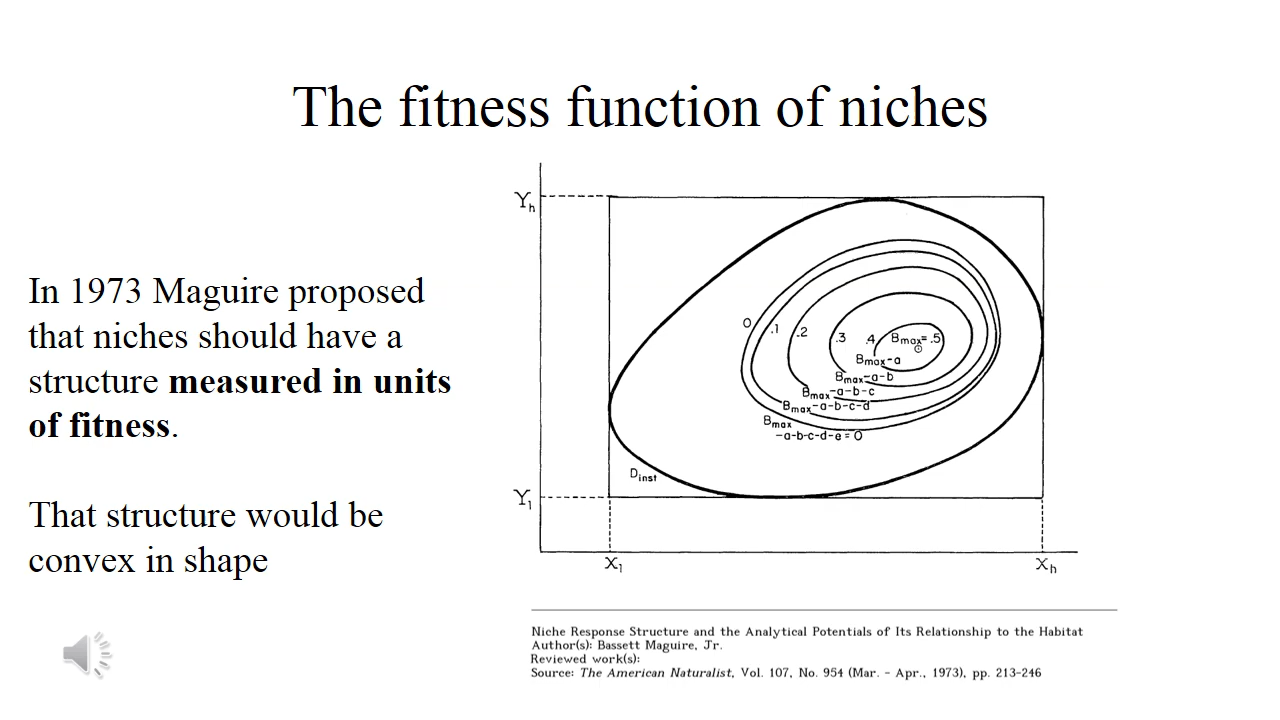 The fitness function of niches
In 1973 Maguire proposed
that niches should have a
structure measured in units
of fitness.
That structure would be
convex in shape
Yh
0
.1
.2
.3
.4
Bmax=.5
Bmax-a
Bmax-a-b
Bmax-a-b-c
Bmax-a-b-c-d
Bmax
-a-b-c-d-e=0
Dinst
Yl
Xl
Xh
Niche Response Structure and the Analytical Potentials of Its Relationship to the Habitat
Author(s): Bassett Maguire, Jr.
Reviewed work(s):
Source: The American Naturalist, Vol. 107, No. 954 (Mar. - Apr., 1973), pp. 213-246